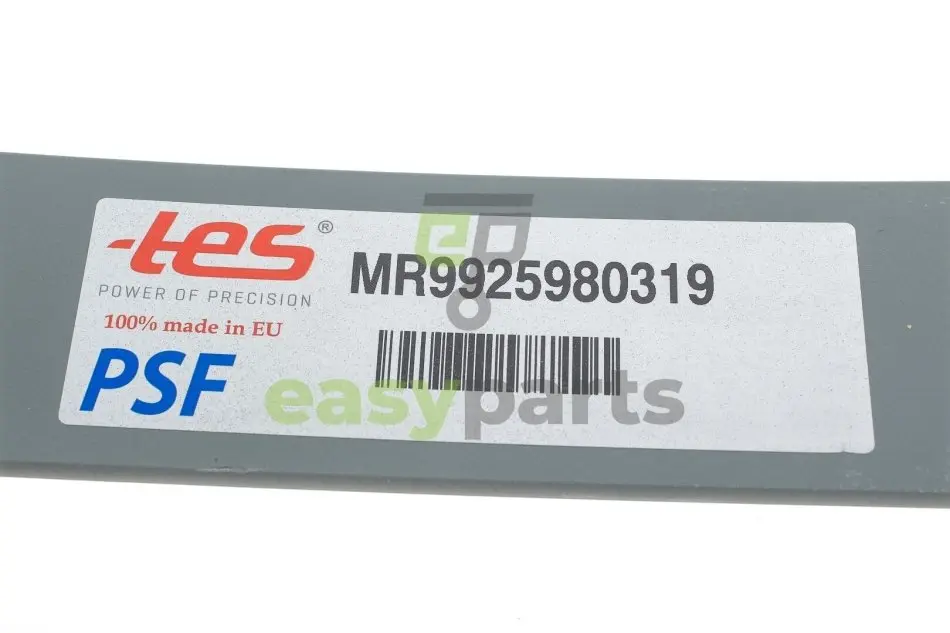 tes®
POWER OF PRECISION
100% made in EU
PSF
MR9925980319
easyparts